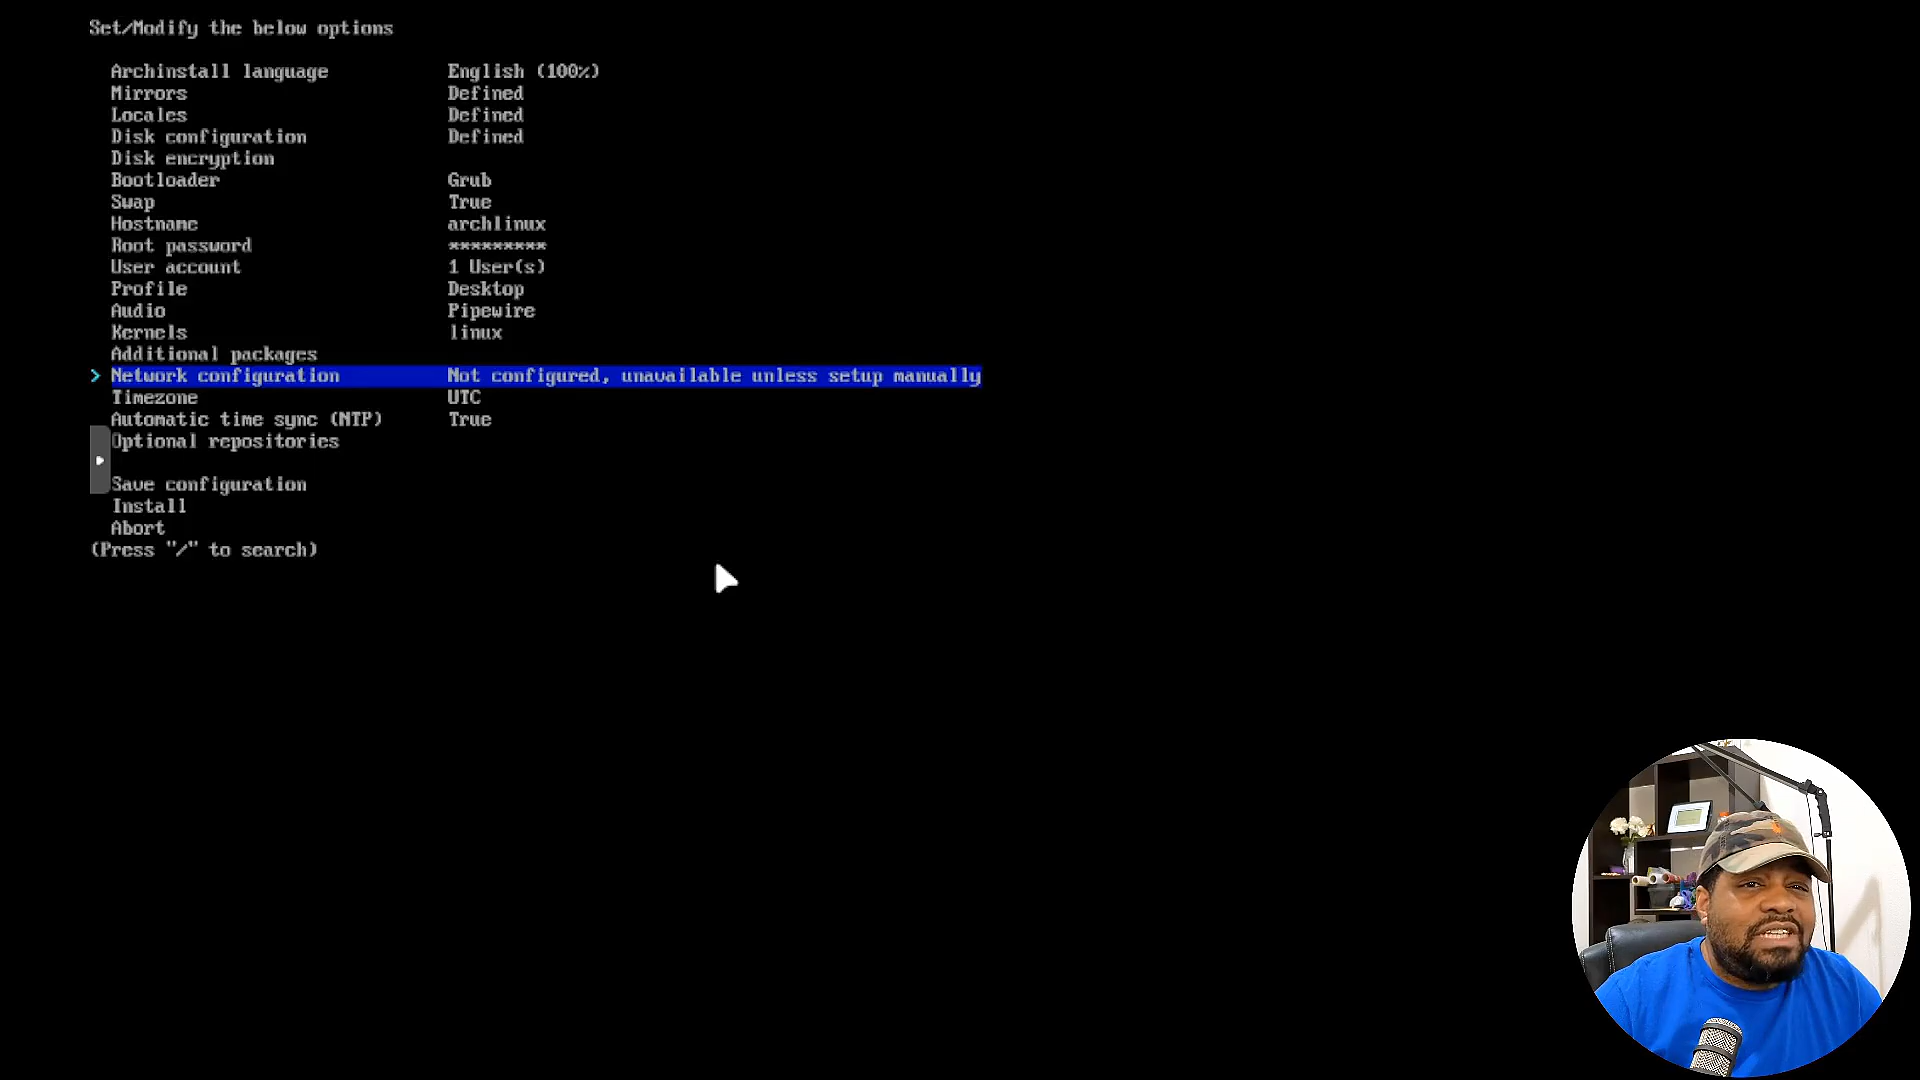 Set/Modify the below options
Archinstall language English (100%)
Mirrors Defined
Locales Defined
Disk configuration Defined
Disk encryption
Bootloader Grub
Swap True
Hostname archlinux
Root password *********
User account 1 User(s)
Profile Desktop
Audio Pipewire
Kernels linux
Additional packages
> Network configuration Not configured, unavailable unless setup manually
Timezone UTC
Automatic time sync (NTP) True
Optional repositories
Save configuration
Install
Abort
(Press "/" to search)